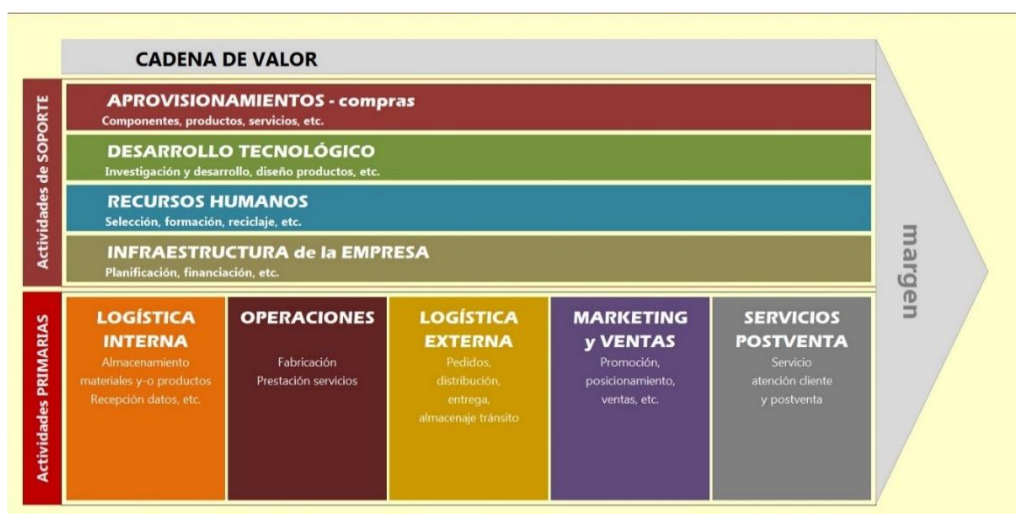 CADENA DE VALOR
Actividades de SOPORTE
APROVISIONAMIENTOS - compras
Componentes, productos, servicios, etc.
DESARROLLO TECNOLÓGICO
Investigación y desarrollo, diseño productos, etc.
RECURSOS HUMANOS
Selección, formación, reciclaje, etc.
INFRAESTRUCTURA de la EMPRESA
Planificación, financiación, etc.
Actividades PRIMARIAS
LOGÍSTICA
INTERNA
Almacenamiento
materiales y-o productos
Recepción datos, etc.
OPERACIONES
Fabricación
Prestación servicios
LOGÍSTICA
EXTERNA
Pedidos,
distribución,
entrega,
almacenaje tránsito
MARKETING
y VENTAS
Promoción,
posicionamiento,
ventas, etc.
SERVICIOS
POSTVENTA
Servicio
atención cliente
y postventa
margen